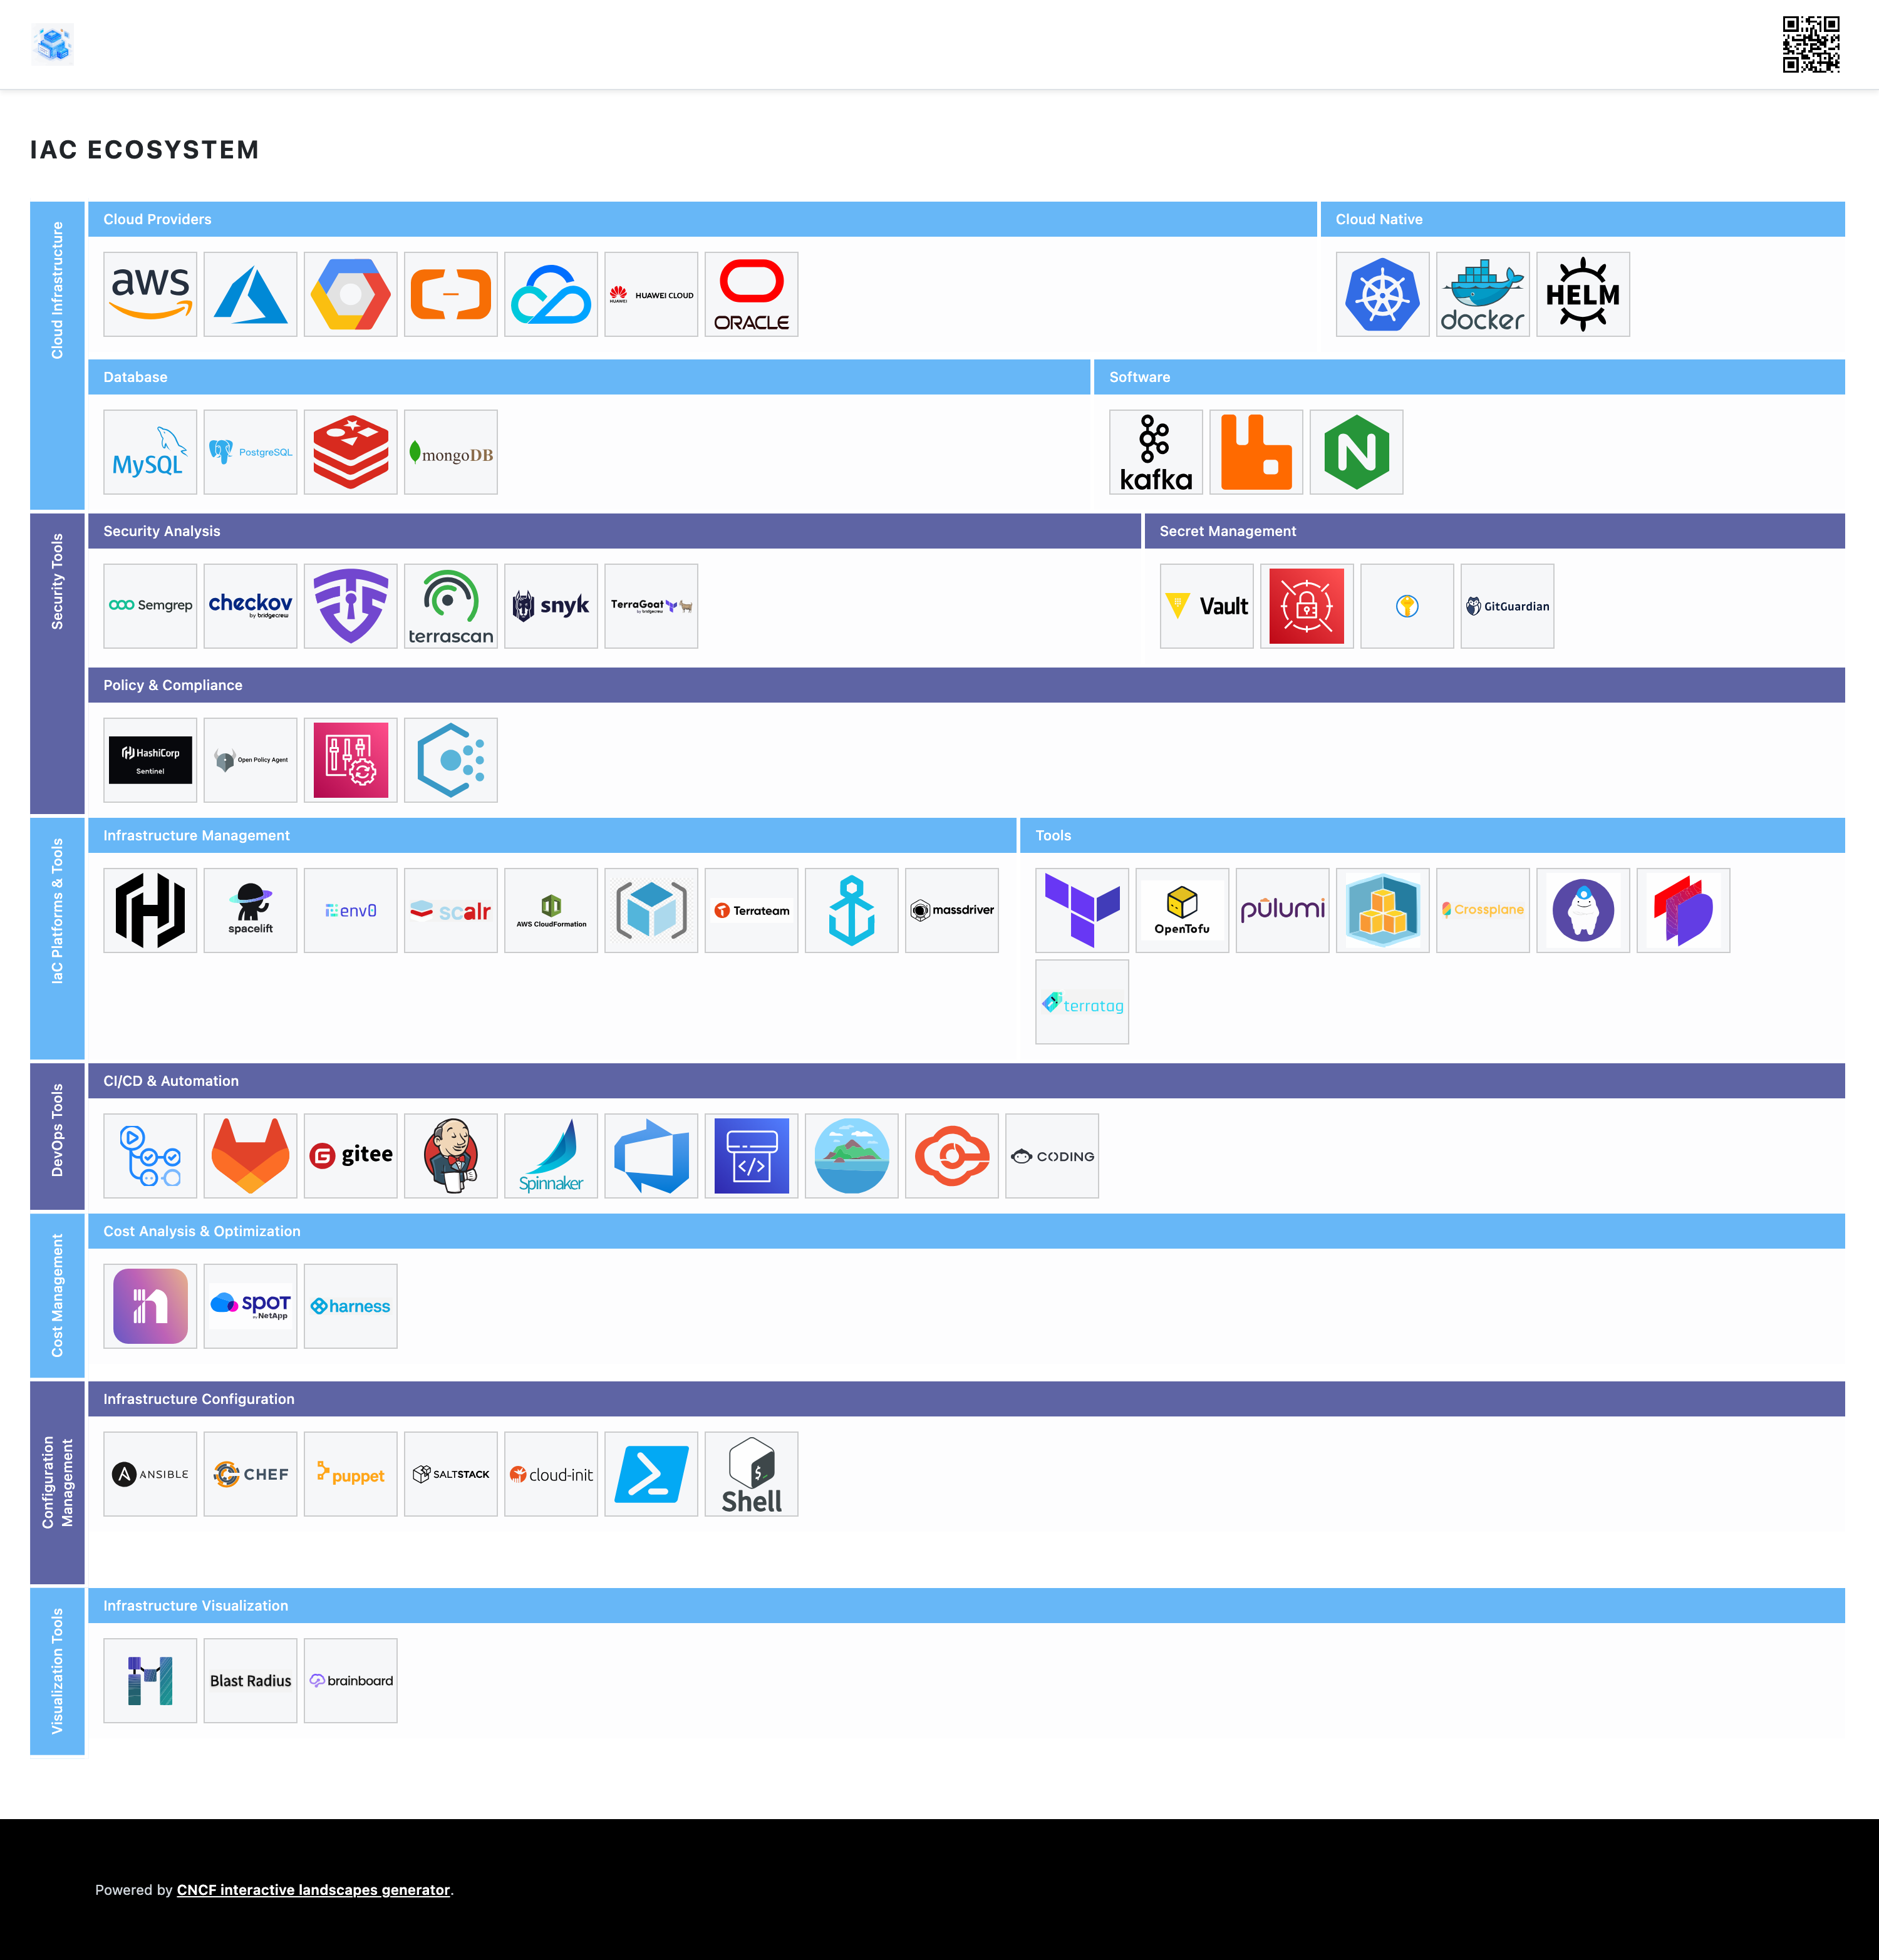 IAC ECOSYSTEM
Cloud Infrastructure
Cloud Providers
aws
HUAWEI
HUAWEI CLOUD
ORACLE
Cloud Native
docker
HELM
Database
MySQL
PostgreSQL
mongoDB
Software
kafka
N
Security Tools
Security Analysis
Semgrep
checkov
by bridgecrew
terrascan
snyk
TerraGoat
by bridgecrew
Secret Management
Vault
GitGuardian
Policy & Compliance
HashiCorp
Sentinel
Open Policy Agent
IaC Platforms & Tools
Infrastructure Management
spacelift
env0
scalr
AWS CloudFormation
Terrateam
massdriver
Tools
OpenTofu
pulumi
Crossplane
terratag
DevOps Tools
CI/CD & Automation
G gitee
Spinnaker
</>
CODING
Cost Management
Cost Analysis & Optimization
n
spot
by NetApp
harness
Configuration
Management
Infrastructure Configuration
A ANSIBLE
CHEF
puppet
SALTSTACK
cloud-init
>_
$_
Shell
Visualization Tools
Infrastructure Visualization
Blast Radius
brainboard
Powered by CNCF interactive landscapes generator.